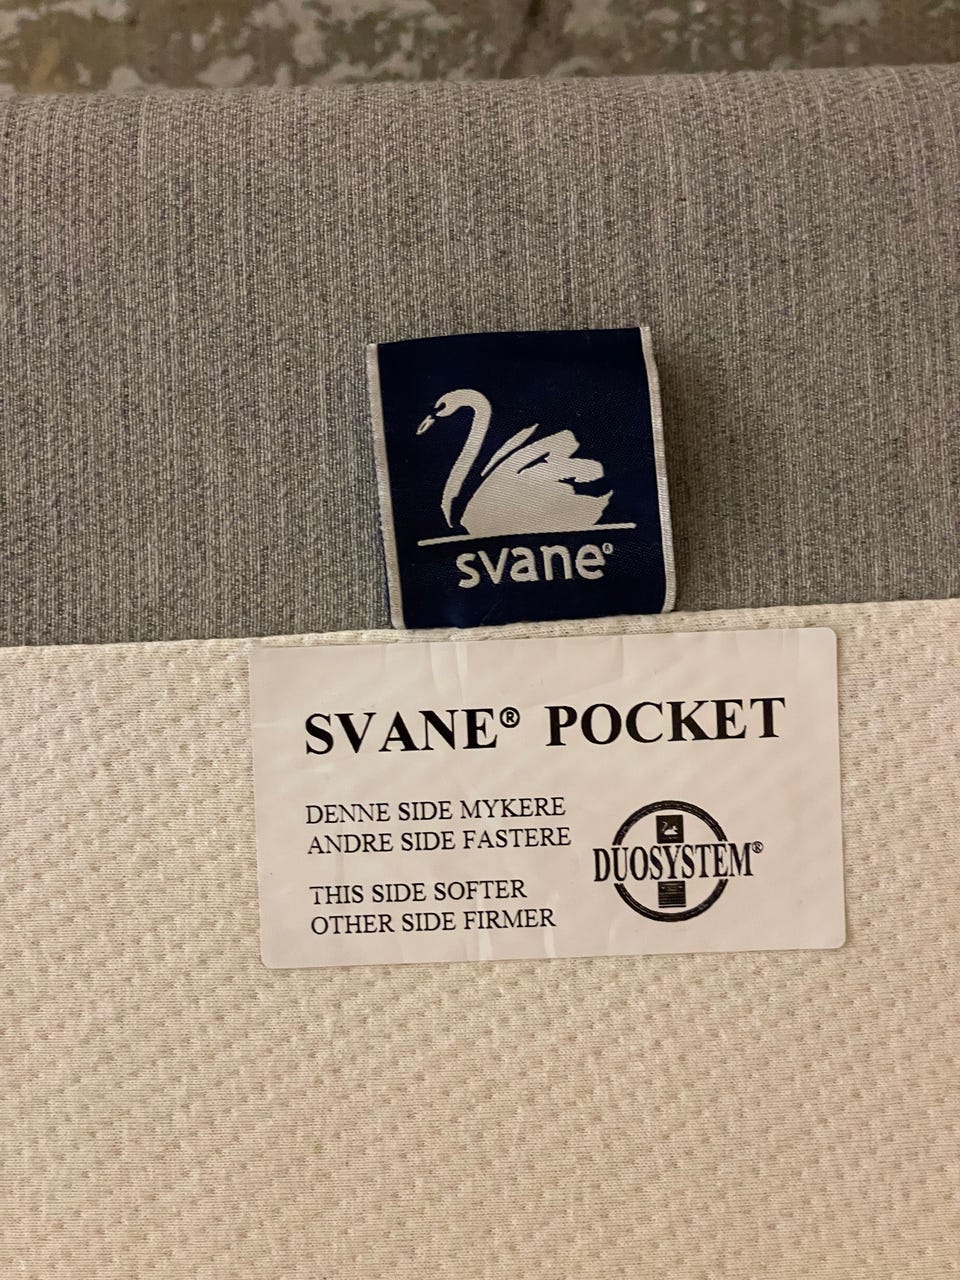 svane®
SVANE® POCKET
DENNE SIDE MYKERE
ANDRE SIDE FASTERE
THIS SIDE SOFTER
OTHER SIDE FIRMER
DUOSYSTEM®